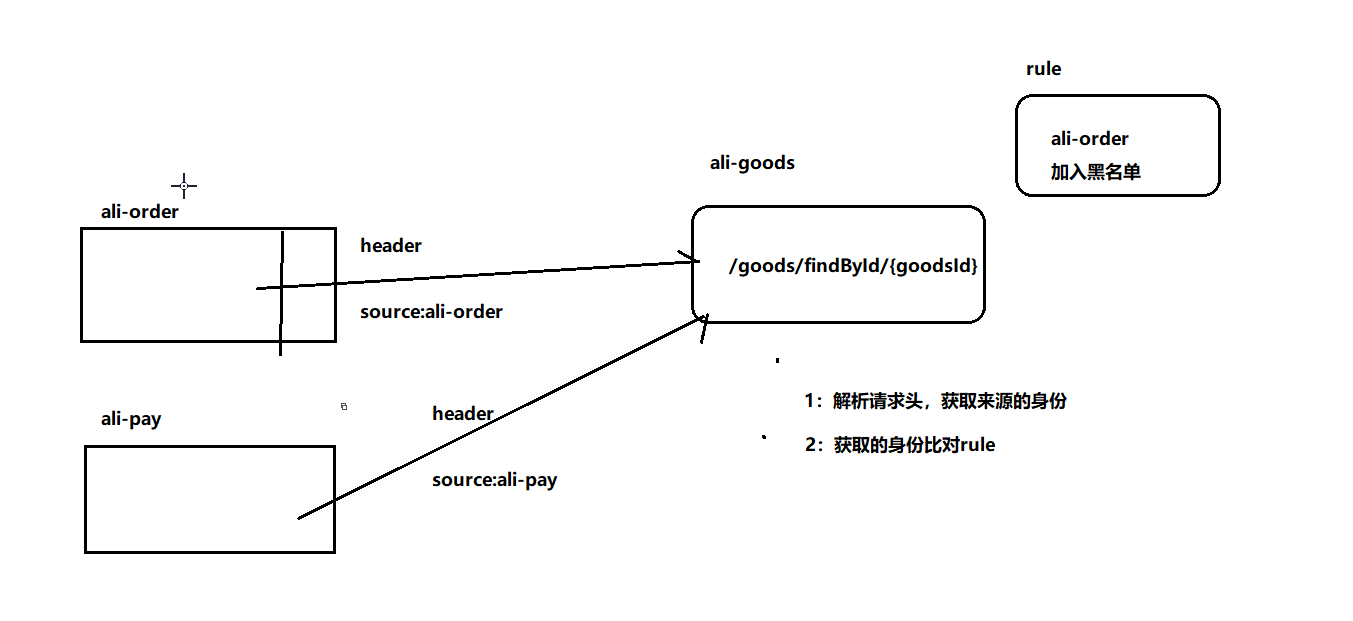 rule
ali-order
加入黑名单
ali-goods
/goods/findById/{goodsId}
ali-order
header
source:ali-order
ali-pay
header
source:ali-pay
1：解析请求头，获取来源的身份
2：获取的身份比对rule